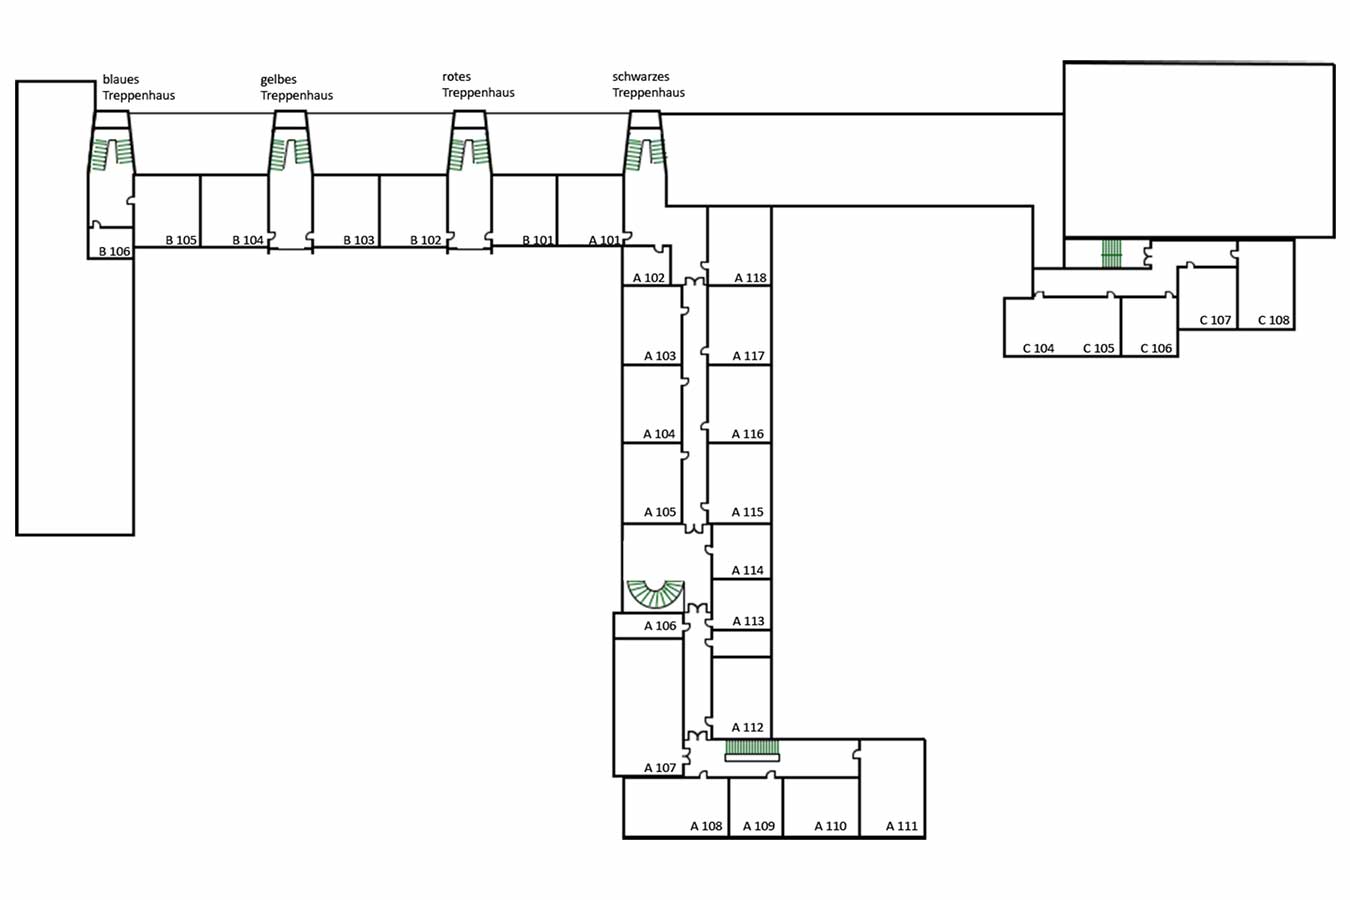 blaues
Treppenhaus
gelbes
Treppenhaus
rotes
Treppenhaus
schwarzes
Treppenhaus
B 106
B 105
B 104
B 103
B 102
B 101
A 101
A 102
A 118
A 103
A 117
A 104
A 116
A 105
A 115
A 114
A 106
A 113
A 112
A 107
A 108
A 109
A 110
A 111
C 104
C 105
C 106
C 107
C 108